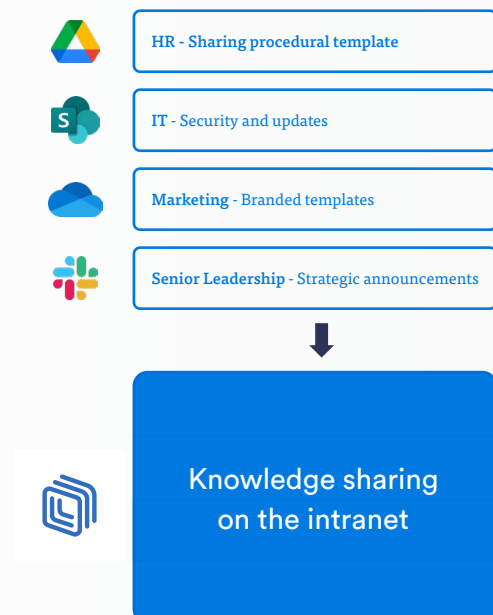 HR - Sharing procedural template
S
IT - Security and updates
Marketing - Branded templates
Senior Leadership - Strategic announcements
Knowledge sharing
on the intranet